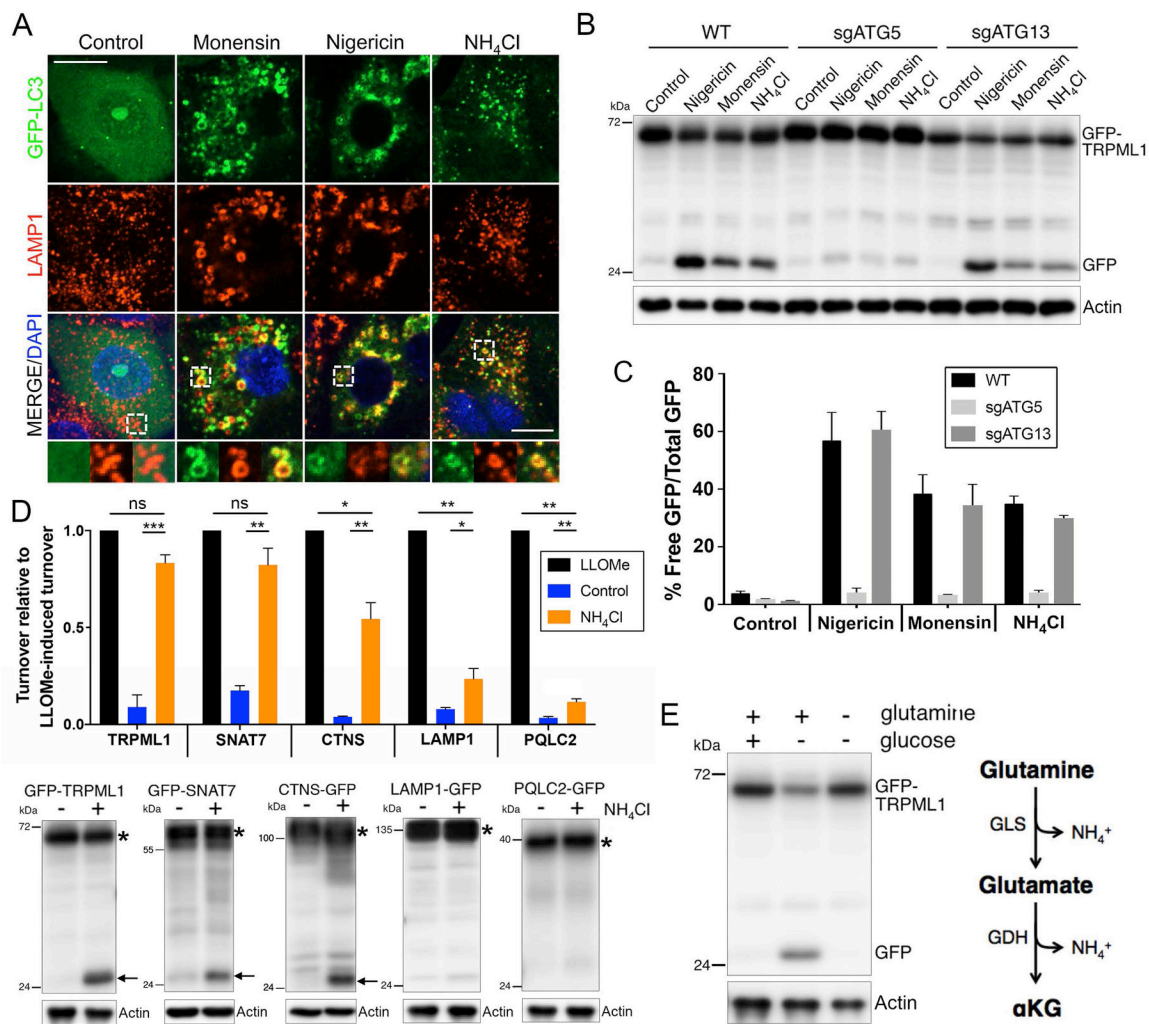 A
Control
Monensin
Nigericin
NH₄Cl
GFP-LC3
LAMP1
MERGE/DAPI
B
WT
sgATG5
sgATG13
Control
Nigericin
Monensin
NH₄Cl
Control
Nigericin
Monensin
NH₄Cl
Control
Nigericin
Monensin
NH₄Cl
kDa
72
24
GFP-
TRPML1
GFP
Actin
C
% Free GFP/Total GFP
80
60
40
20
0
WT
sgATG5
sgATG13
Control
Nigericin
Monensin
NH₄Cl
D
Turnover relative to
LLOMe-induced turnover
1.0
0.5
0.0
ns
***
ns
**
*
**
**
*
**
**
LLOMe
Control
NH₄Cl
TRPML1
SNAT7
CTNS
LAMP1
PQLC2
GFP-TRPML1
GFP-SNAT7
CTNS-GFP
LAMP1-GFP
PQLC2-GFP
kDa - +
kDa - +
kDa - +
kDa - +
kDa - + NH₄Cl
72
24
*
55
24
*
100
24
*
135
24
*
40
24
*
Actin
Actin
Actin
Actin
Actin
E
+ + - glutamine
+ - - glucose
kDa
72
24
GFP-
TRPML1
GFP
Actin
Glutamine
GLS
NH₄⁺
Glutamate
GDH
NH₄⁺
αKG